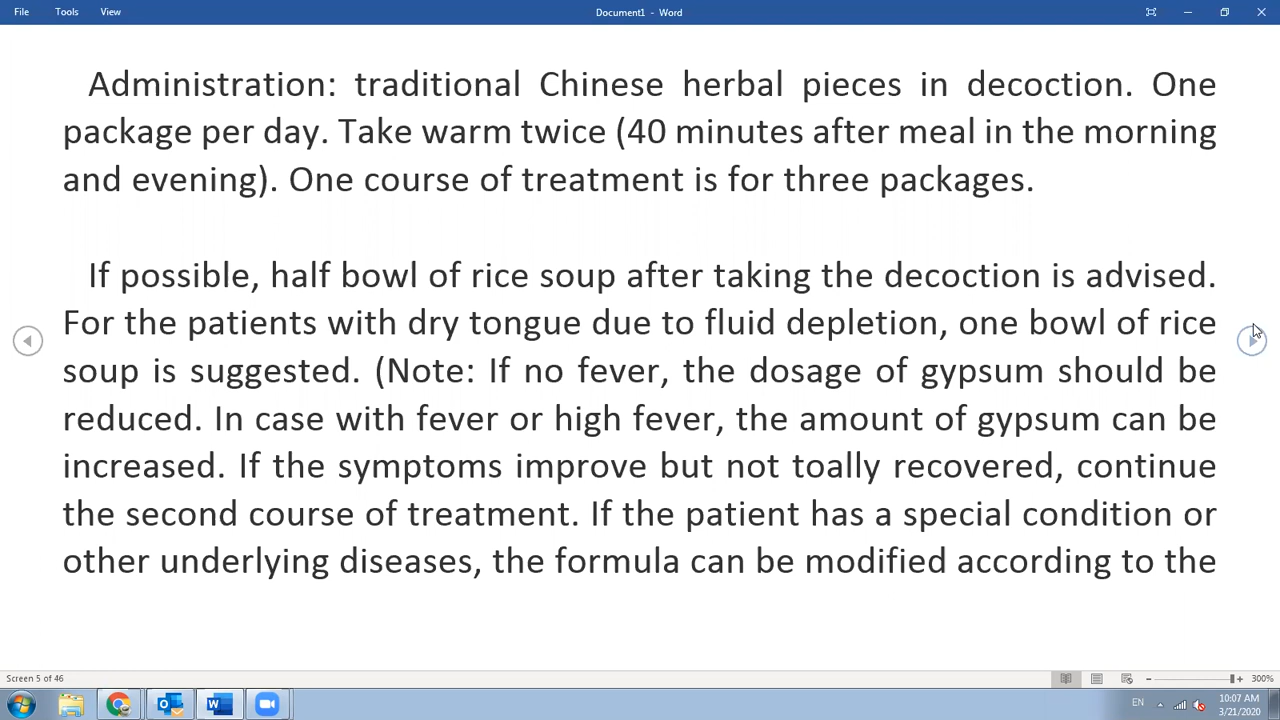 File Tools View Document1 - Word
Administration: traditional Chinese herbal pieces in decoction. One
package per day. Take warm twice (40 minutes after meal in the morning
and evening). One course of treatment is for three packages.
If possible, half bowl of rice soup after taking the decoction is advised.
For the patients with dry tongue due to fluid depletion, one bowl of rice
soup is suggested. (Note: If no fever, the dosage of gypsum should be
reduced. In case with fever or high fever, the amount of gypsum can be
increased. If the symptoms improve but not toally recovered, continue
the second course of treatment. If the patient has a special condition or
other underlying diseases, the formula can be modified according to the
Screen 5 of 46 300%
EN 10:07 AM
3/21/2020